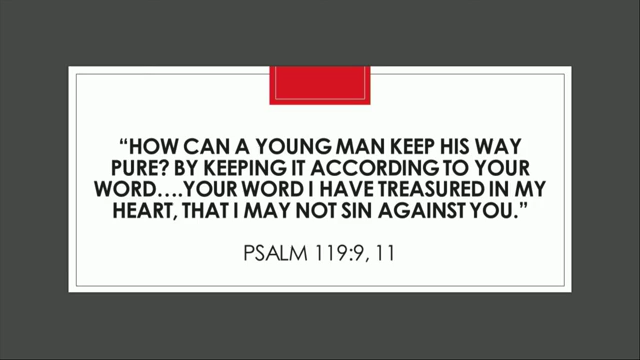 “HOW CAN A YOUNG MAN KEEP HIS WAY
PURE? BY KEEPING IT ACCORDING TO YOUR
WORD….YOUR WORD I HAVE TREASURED IN MY
HEART, THAT I MAY NOT SIN AGAINST YOU.”
PSALM 119:9, 11